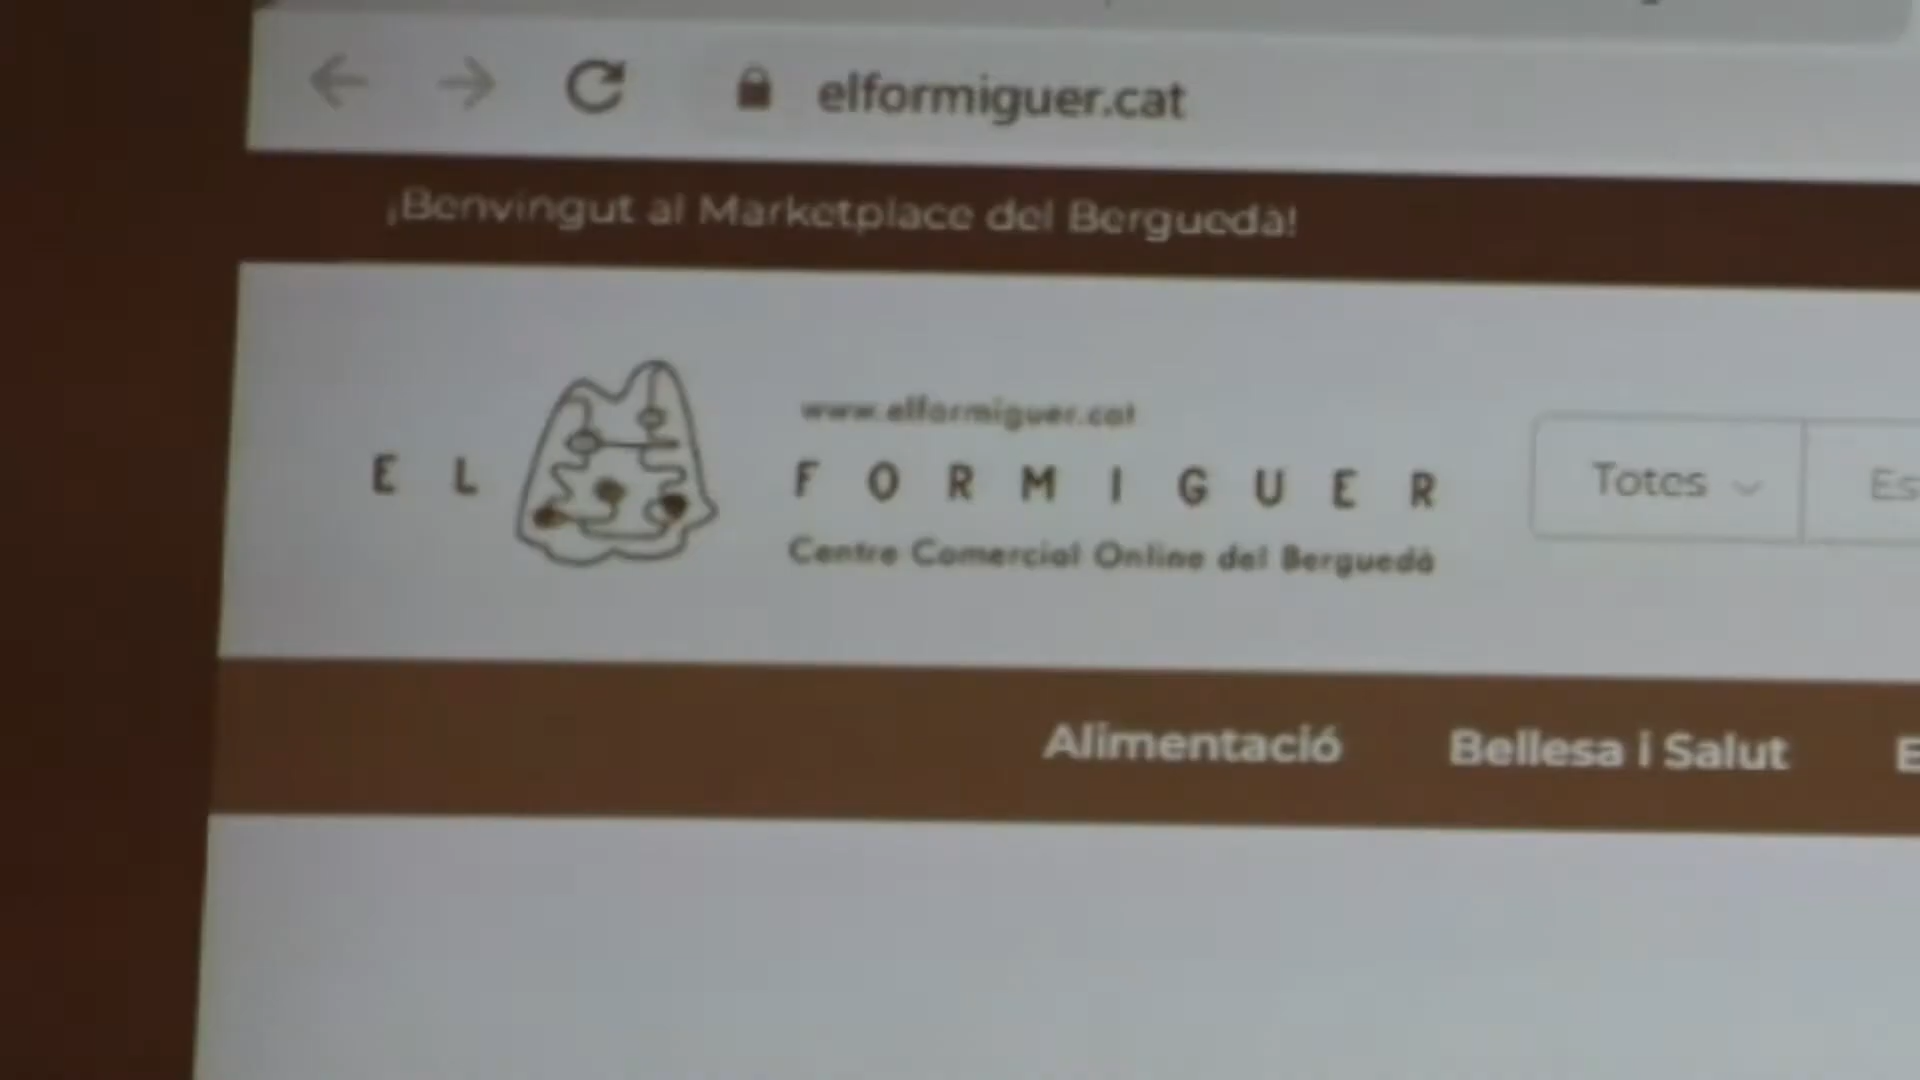 elformiguer.cat
¡Benvingut al Marketplace del Berguedà!
www.elformiguer.cat
EL FORMIGUER
Centre Comercial Online del Berguedà
Totes
Alimentació Bellesa i Salut